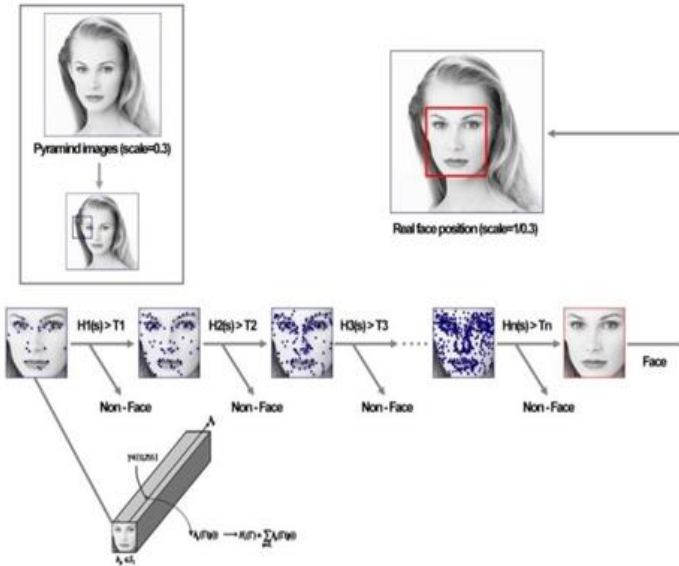 Pyramind images (scale=0.3)
Real face position (scale=1/0.3)
H1(s) > T1
H2(s) > T2
H3(s) > T3
Hn(s) > Tn
Face
Non - Face
Non - Face
Non - Face
Non - Face